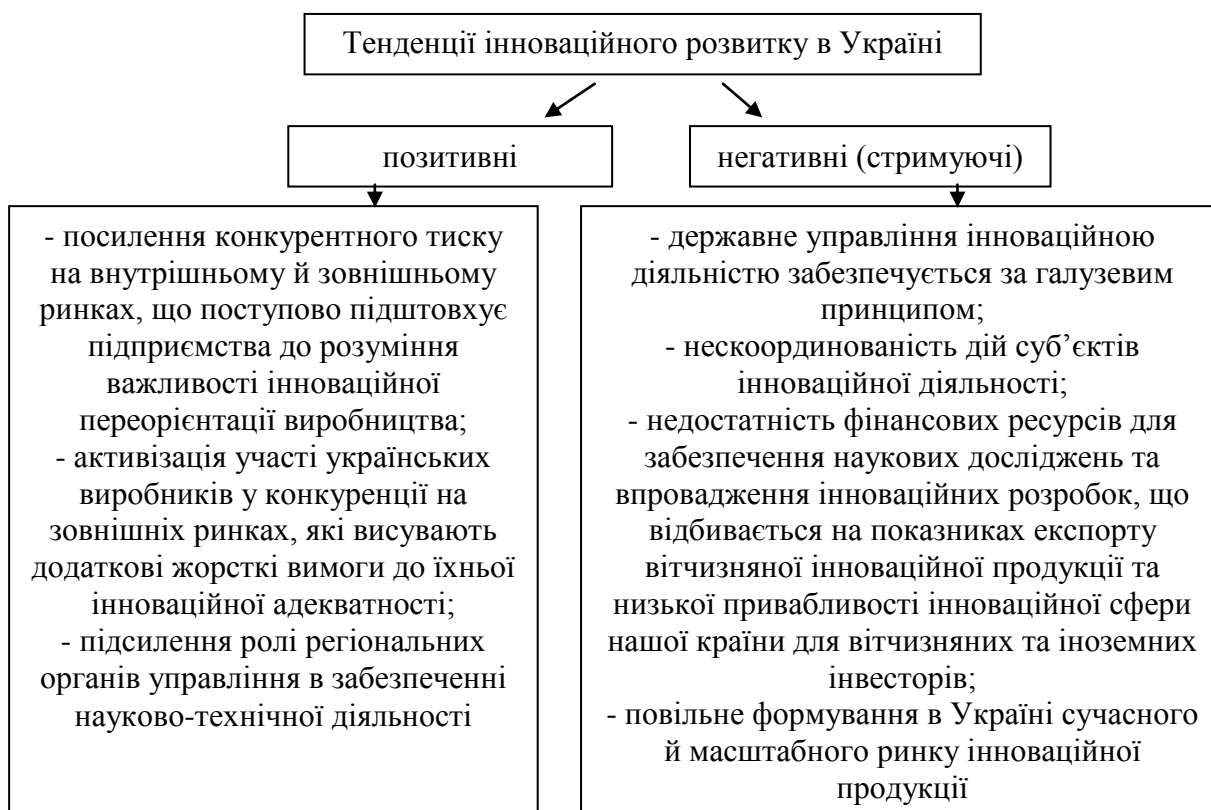 Тенденції інноваційного розвитку в Україні
позитивні
негативні (стримуючі)
- посилення конкурентного тиску
на внутрішньому й зовнішньому
ринках, що поступово підштовхує
підприємства до розуміння
важливості інноваційної
переорієнтації виробництва;
- активізація участі українських
виробників у конкуренції на
зовнішніх ринках, які висувають
додаткові жорсткі вимоги до їхньої
інноваційної адекватності;
- підсилення ролі регіональних
органів управління в забезпеченні
науково-технічної діяльності
- державне управління інноваційною
діяльністю забезпечується за галузевим
принципом;
- нескоординованість дій суб’єктів
інноваційної діяльності;
- недостатність фінансових ресурсів для
забезпечення наукових досліджень та
впровадження інноваційних розробок, що
відбивається на показниках експорту
вітчизняної інноваційної продукції та
низької привабливості інноваційної сфери
нашої країни для вітчизняних та іноземних
інвесторів;
- повільне формування в Україні сучасного
й масштабного ринку інноваційної
продукції